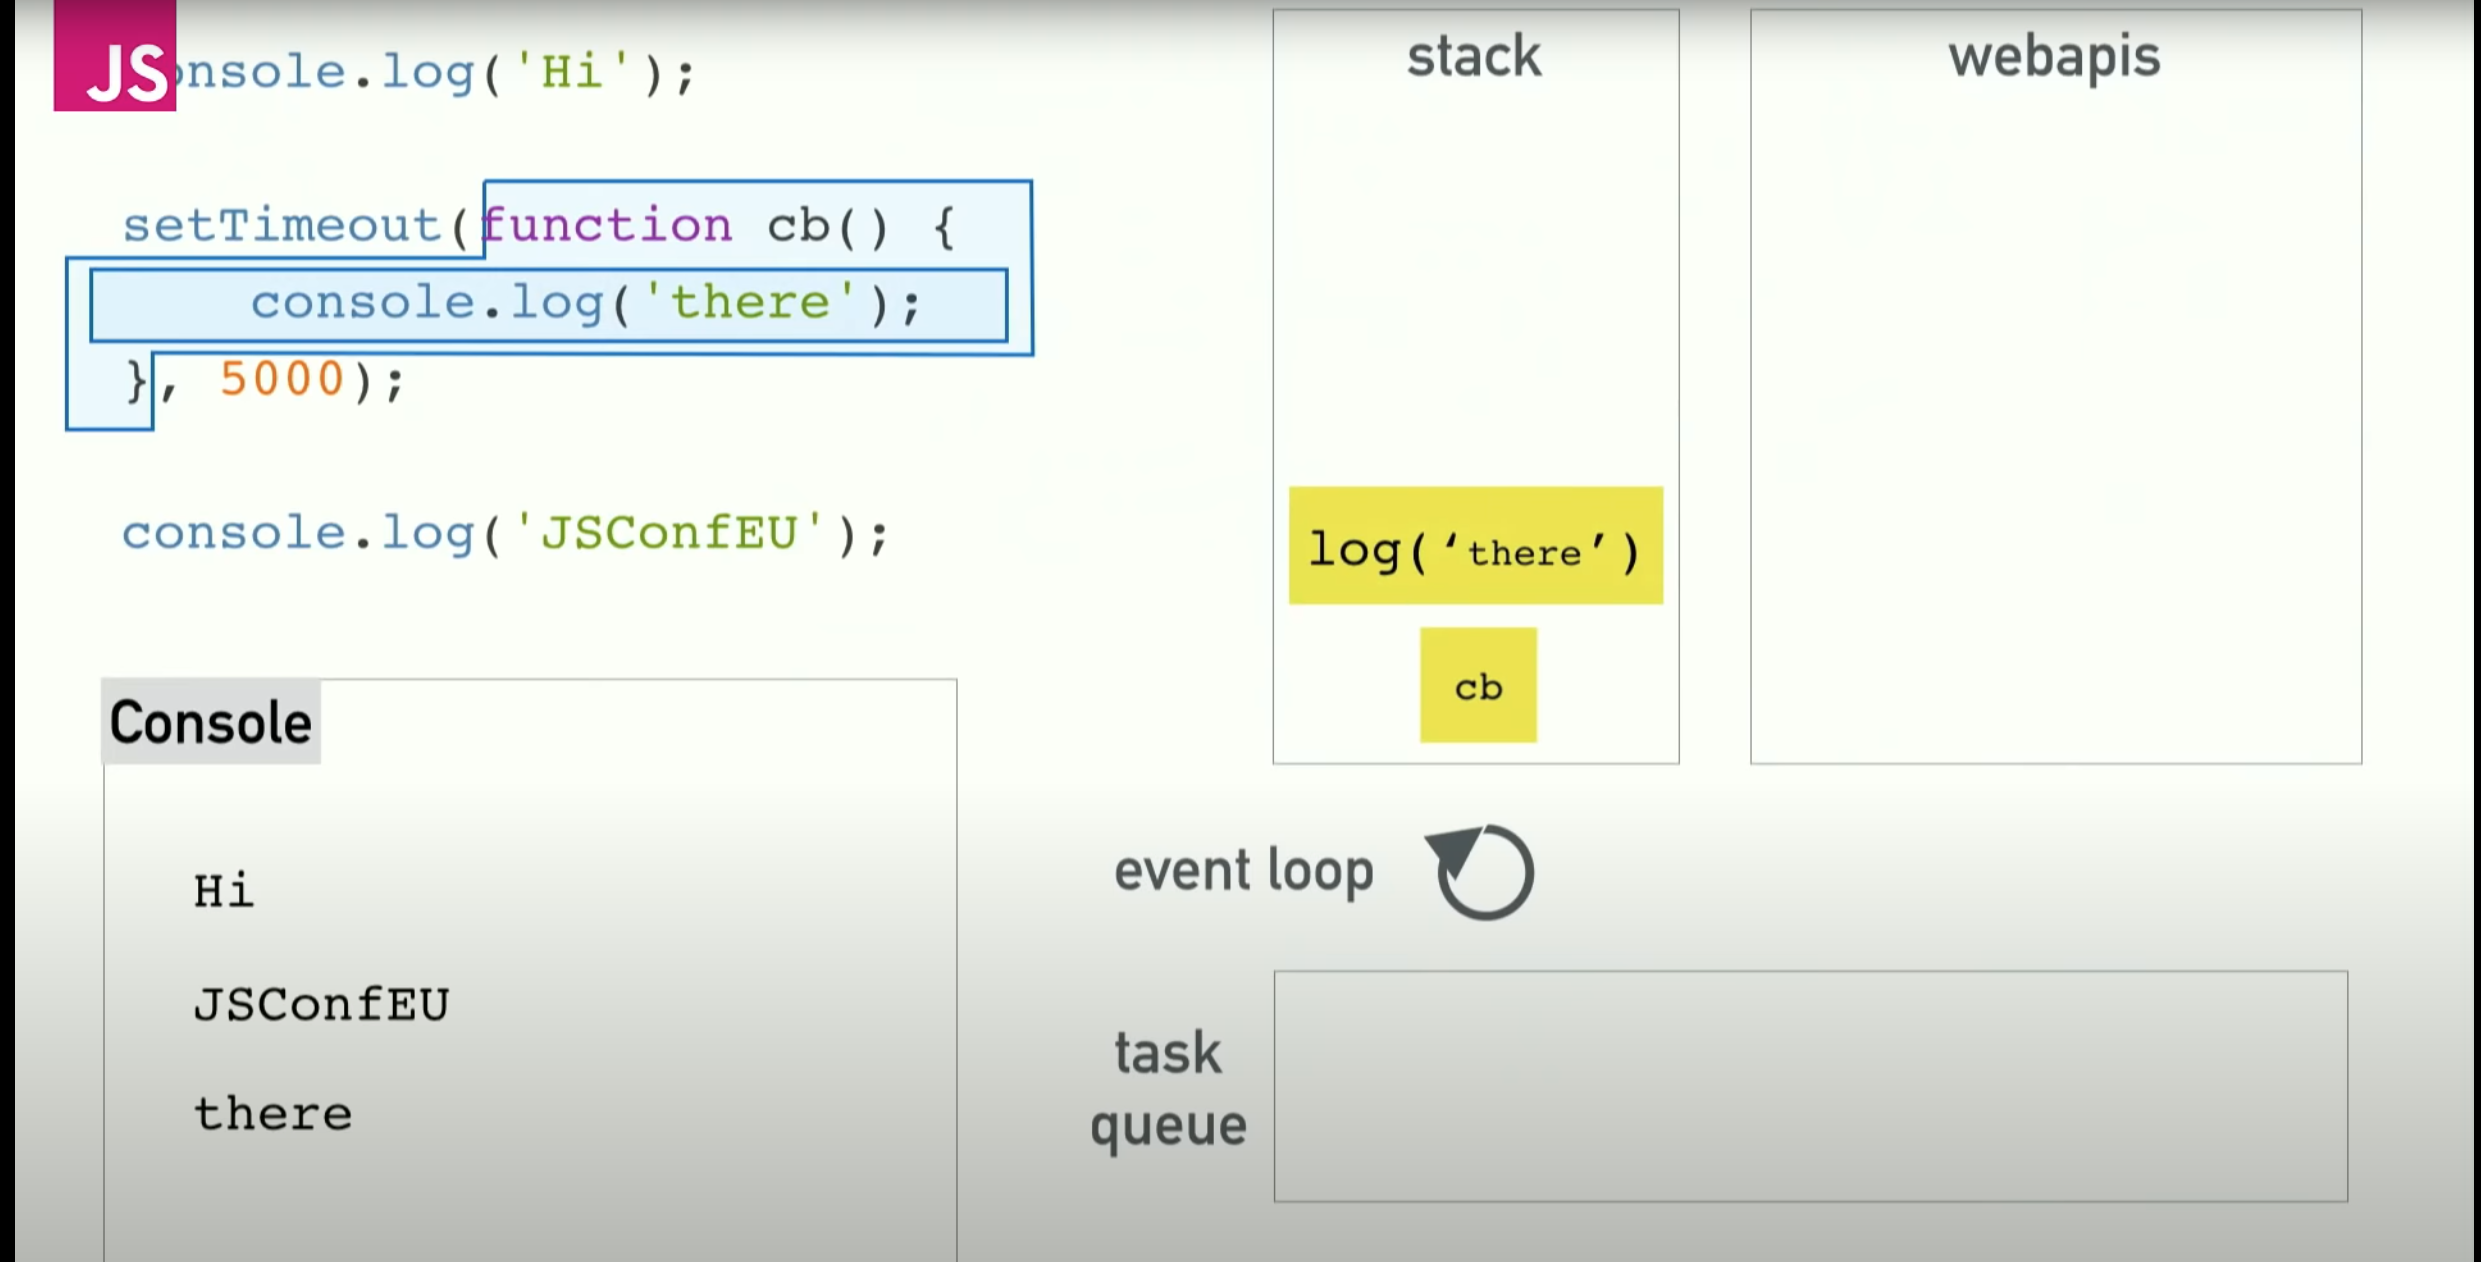 JS
onsole.log('Hi');
setTimeout(function cb() {
console.log('there');
}, 5000);
console.log('JSConfEU');
Console
Hi
JSConfEU
there
stack
log(‘there’)
cb
webapis
event loop
task
queue